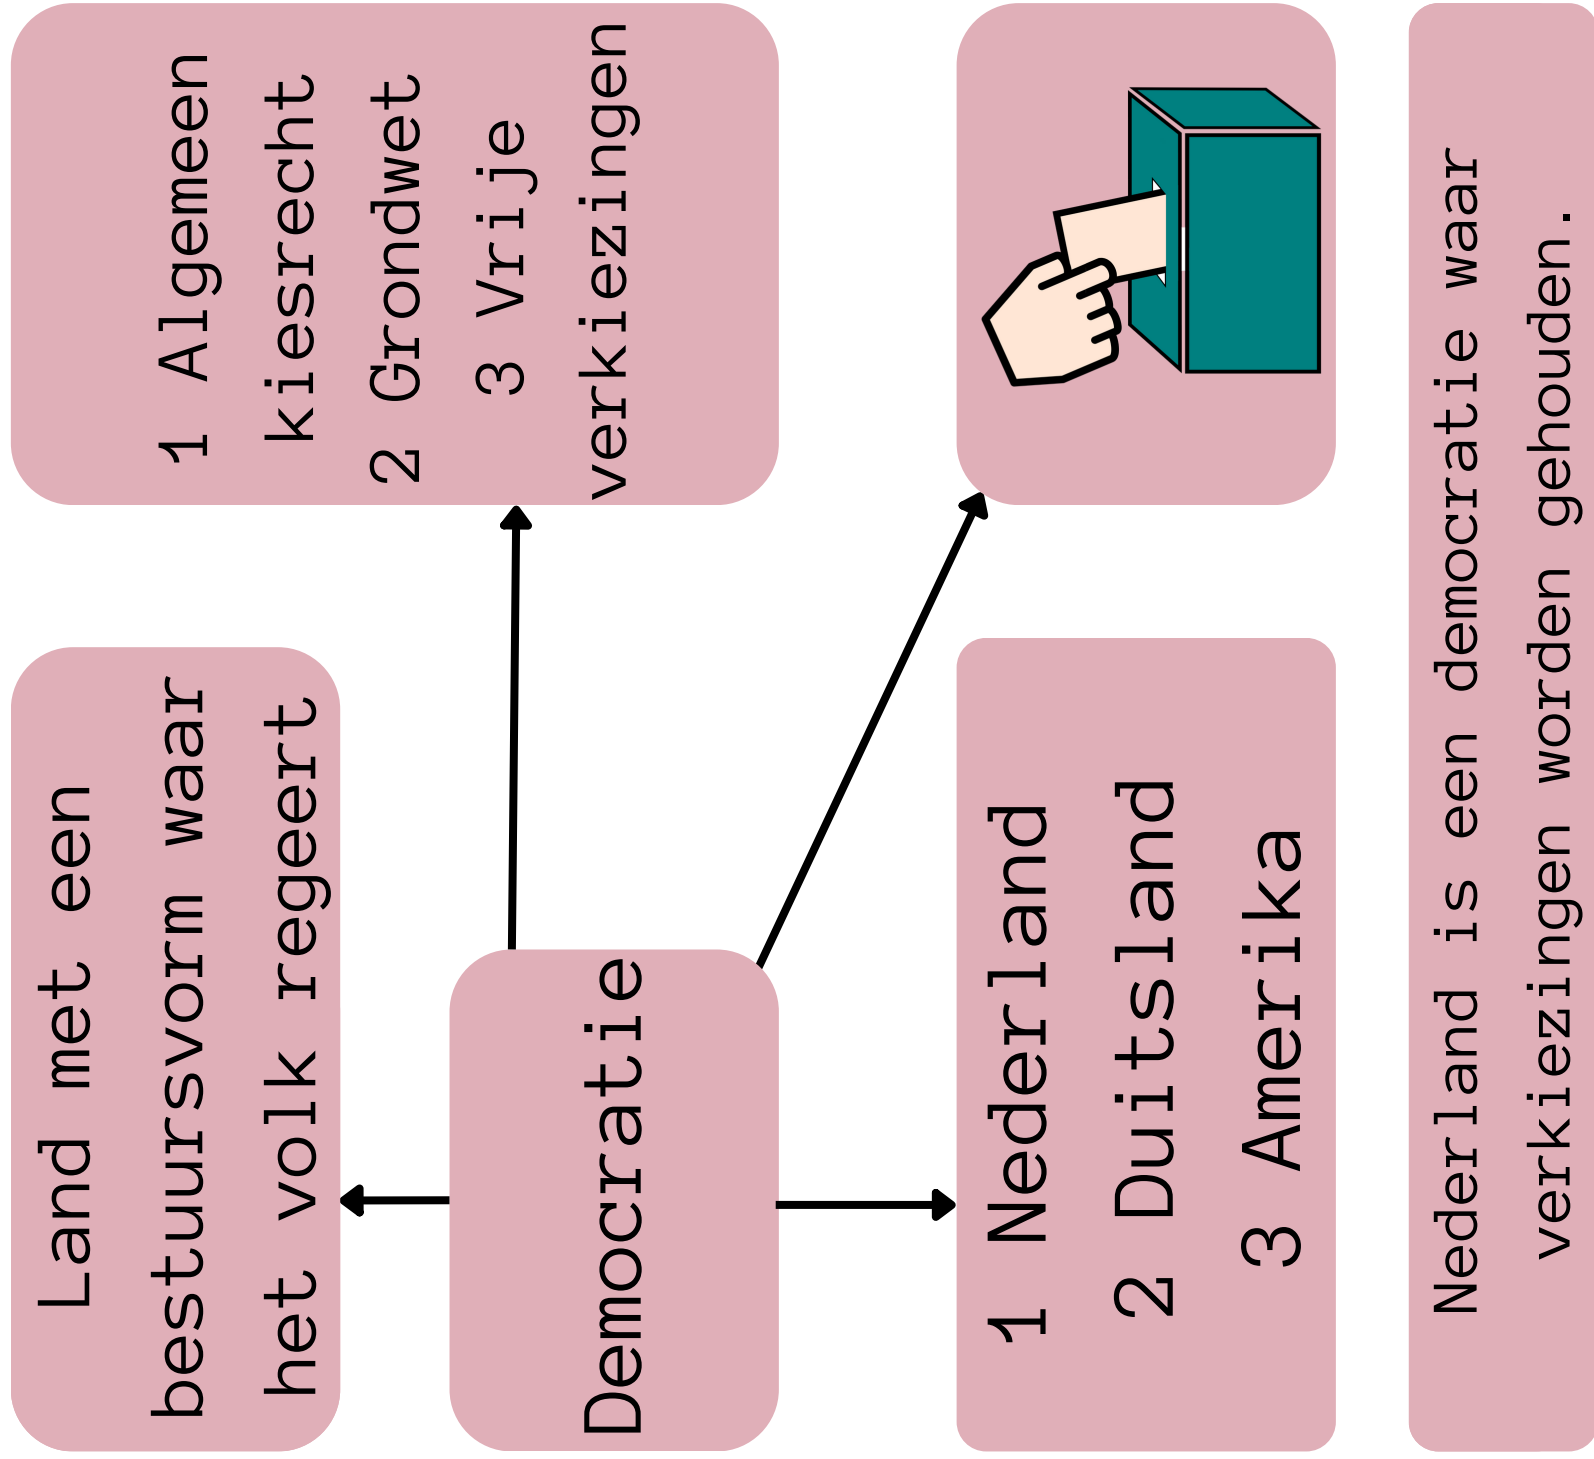 Land met een
bestuursvorm waar
het volk regeert
1 Algemeen
kiesrecht
2 Grondwet
3 Vrije
verkiezingen
Democratie
1 Nederland
2 Duitsland
3 Amerika
Nederland is een democratie waar
verkiezingen worden gehouden.